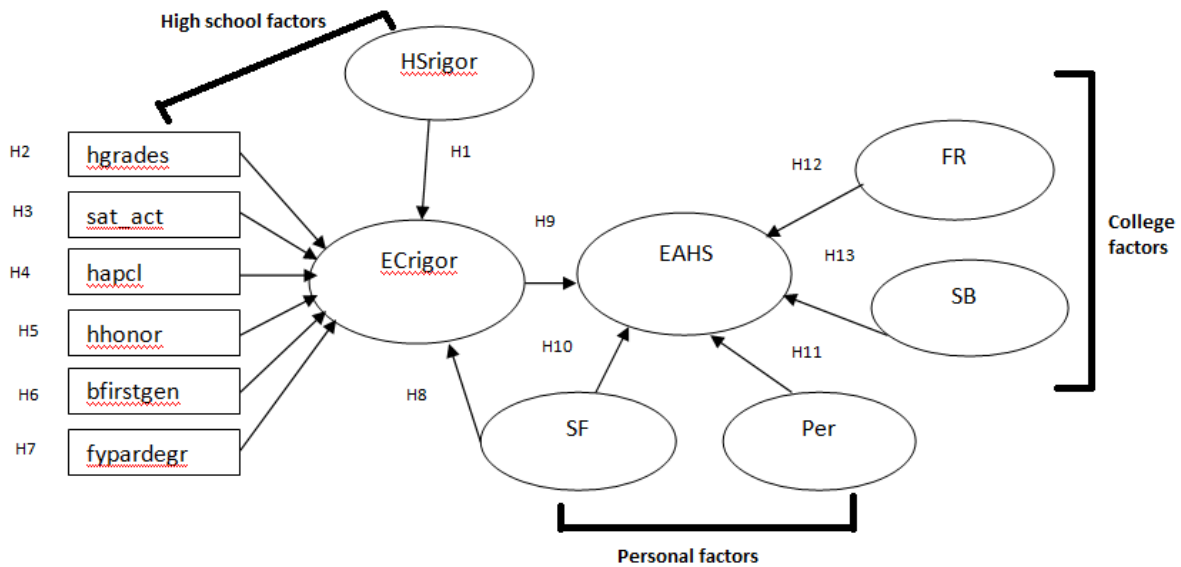 High school factors
HSrigor
H1
H2
hgrades
H3
sat_act
H4
hapcl
H5
hhonor
H6
bfirstgen
H7
fypardegr
ECrigor
H9
EAHS
H12
FR
H13
SB
College
factors
H8
H10
H11
SF
Per
Personal factors